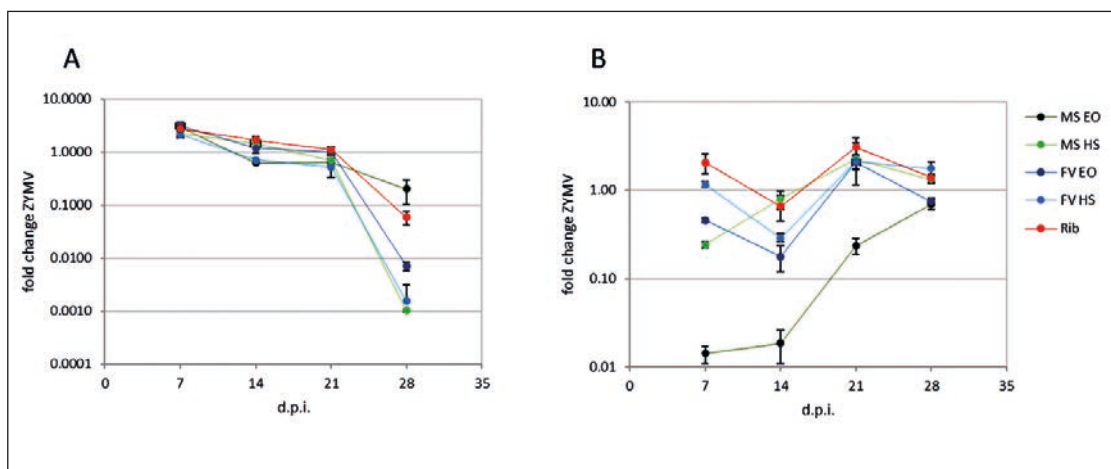 A
fold change ZYMV
10.0000
1.0000
0.1000
0.0100
0.0010
0.0001
0 7 14 21 28 35
d.p.i.
B
fold change ZYMV
10.00
1.00
0.10
0.01
0 7 14 21 28 35
d.p.i.
MS EO
MS HS
FV EO
FV HS
Rib